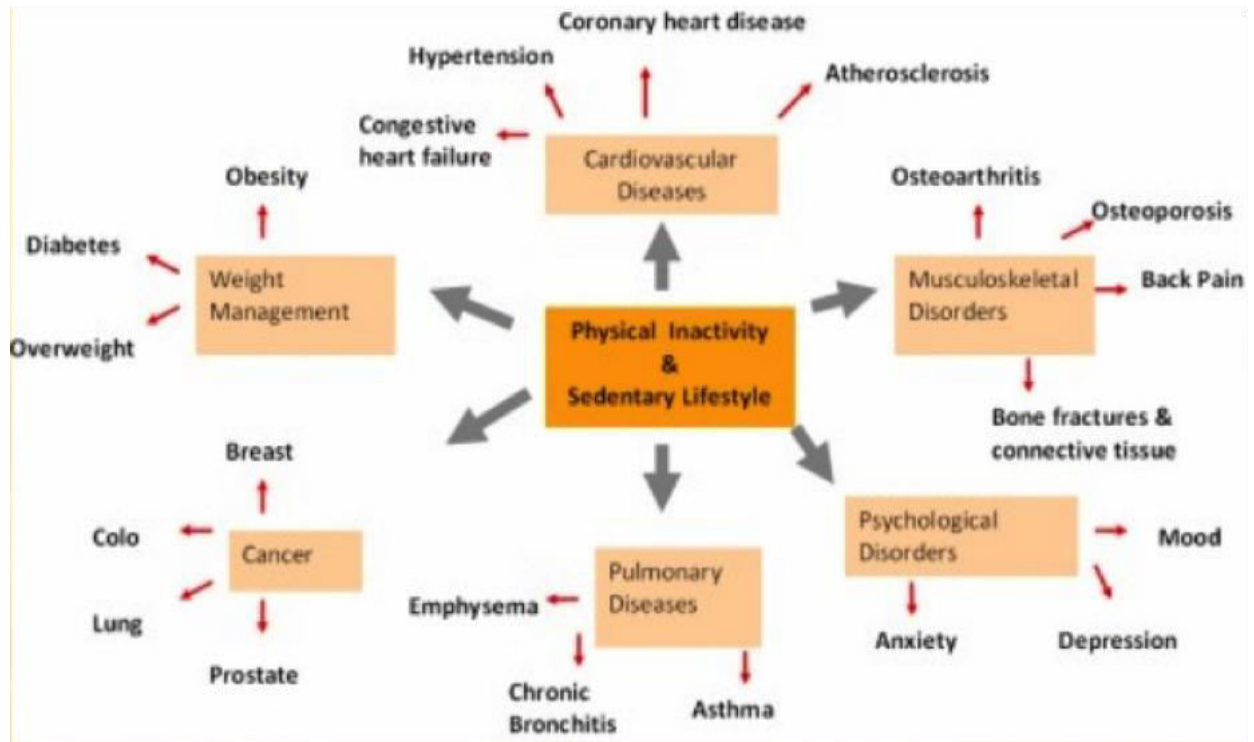 Coronary heart disease
Hypertension
Atherosclerosis
Congestive
heart failure
Cardiovascular
Diseases
Obesity
Diabetes
Weight
Management
Overweight
Osteoarthritis
Osteoporosis
Musculoskeletal
Disorders
Back Pain
Bone fractures &
connective tissue
Physical Inactivity
&
Sedentary Lifestyle
Breast
Colo
Cancer
Lung
Prostate
Pulmonary
Diseases
Emphysema
Chronic
Bronchitis
Asthma
Psychological
Disorders
Mood
Anxiety
Depression